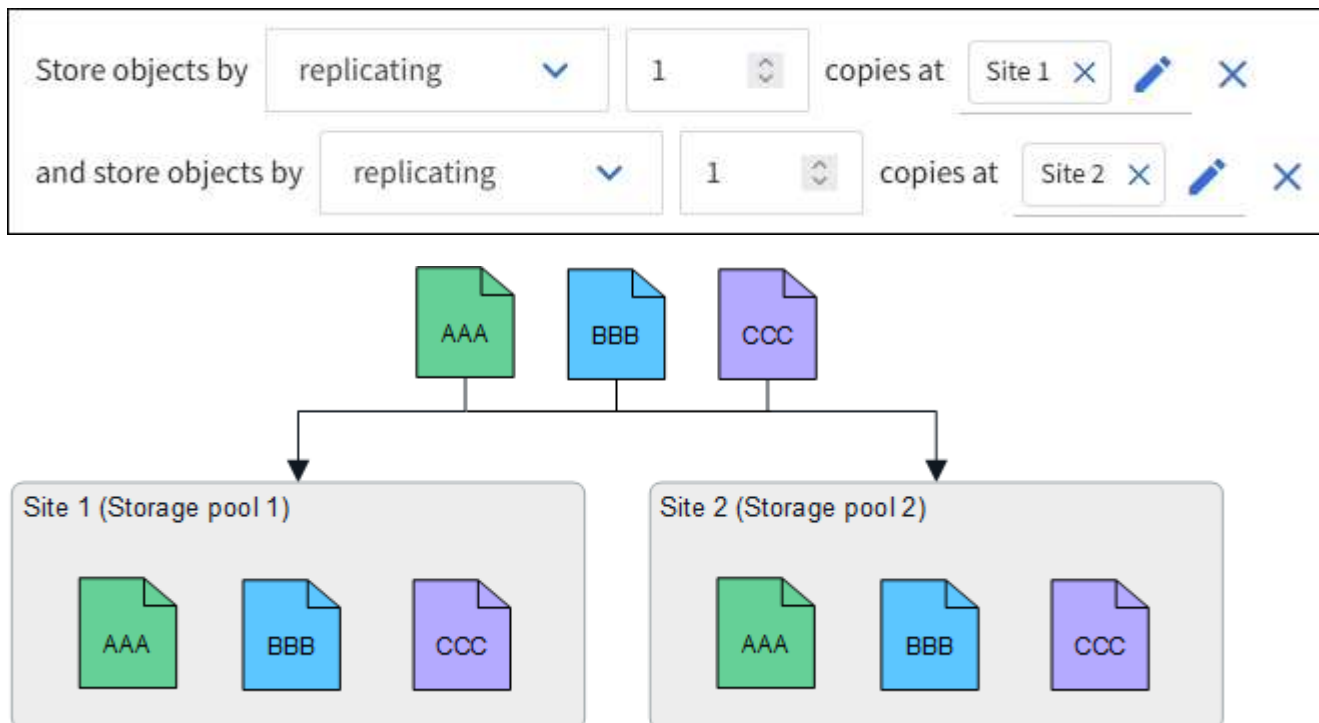 Store objects by replicating 1 copies at Site 1
and store objects by replicating 1 copies at Site 2
AAA BBB CCC
Site 1 (Storage pool 1) Site 2 (Storage pool 2)
AAA BBB CCC AAA BBB CCC